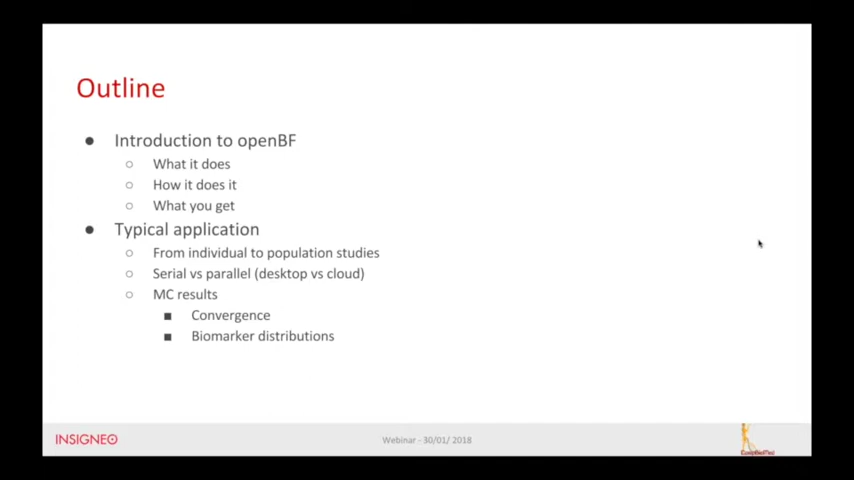 Outline
● Introduction to openBF
○ What it does
○ How it does it
○ What you get
● Typical application
○ From individual to population studies
○ Serial vs parallel (desktop vs cloud)
○ MC results
■ Convergence
■ Biomarker distributions
INSIGNEO
Webinar - 30/01/ 2018
CompBioMed